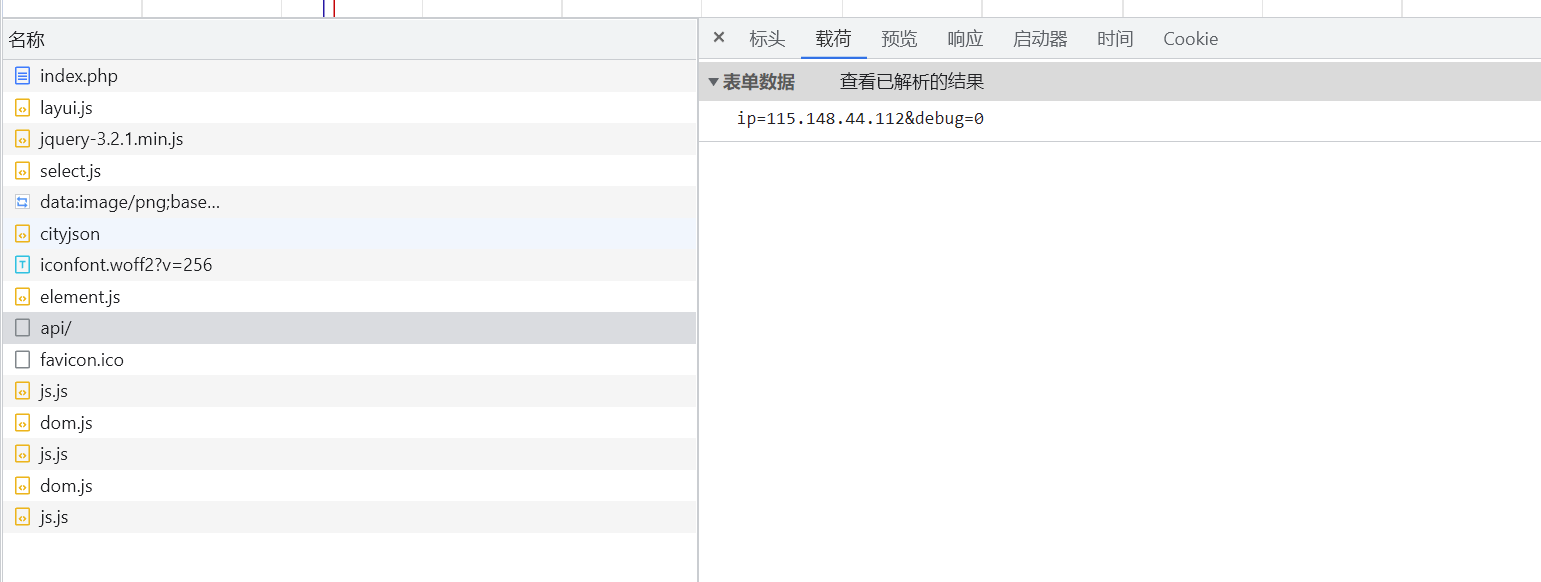 名称
index.php
layui.js
jquery-3.2.1.min.js
select.js
data:image/png;base...
cityjson
iconfont.woff2?v=256
element.js
api/
favicon.ico
js.js
dom.js
js.js
dom.js
js.js
× 标头 载荷 预览 响应 启动器 时间 Cookie
▼表单数据 查看已解析的结果
ip=115.148.44.112&debug=0